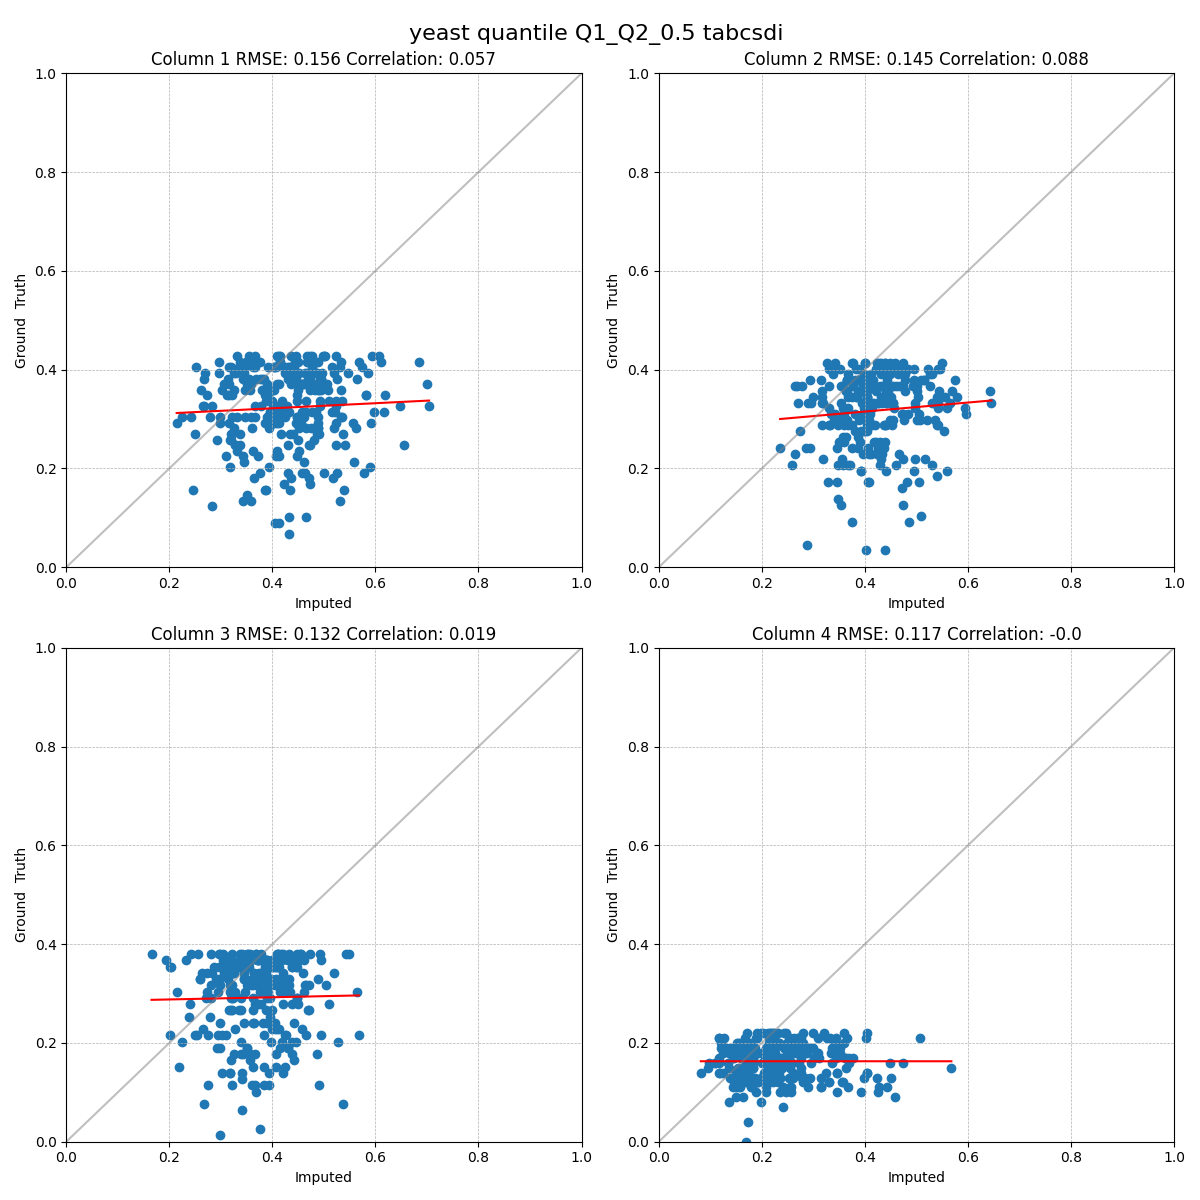 yeast quantile Q1_Q2_0.5 tabcsdi
Column 1 RMSE: 0.156 Correlation: 0.057
1.0
0.8
0.6
0.4
0.2
0.0
Ground Truth
0.0 0.2 0.4 0.6 0.8 1.0
Imputed
Column 2 RMSE: 0.145 Correlation: 0.088
1.0
0.8
0.6
0.4
0.2
0.0
Ground Truth
0.0 0.2 0.4 0.6 0.8 1.0
Imputed
Column 3 RMSE: 0.132 Correlation: 0.019
1.0
0.8
0.6
0.4
0.2
0.0
Ground Truth
0.0 0.2 0.4 0.6 0.8 1.0
Imputed
Column 4 RMSE: 0.117 Correlation: -0.0
1.0
0.8
0.6
0.4
0.2
0.0
Ground Truth
0.0 0.2 0.4 0.6 0.8 1.0
Imputed